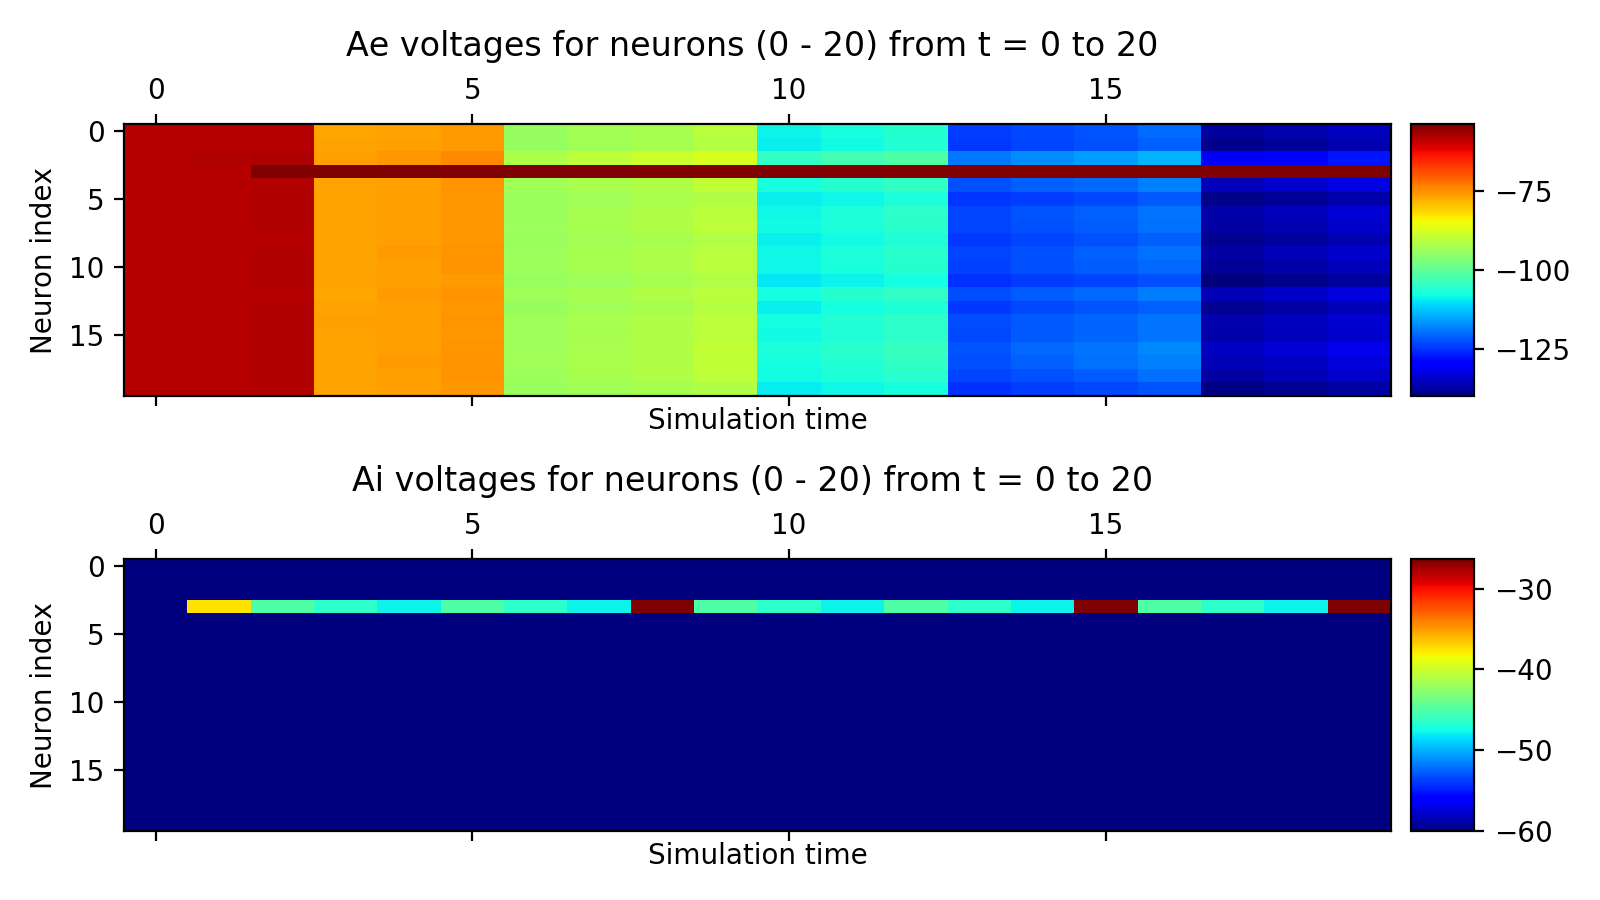 Ae voltages for neurons (0 - 20) from t = 0 to 20
0 5 10 15
0
5
10
15
Neuron index
Simulation time
−75
−100
−125
Ai voltages for neurons (0 - 20) from t = 0 to 20
0 5 10 15
0
5
10
15
Neuron index
Simulation time
−30
−40
−50
−60